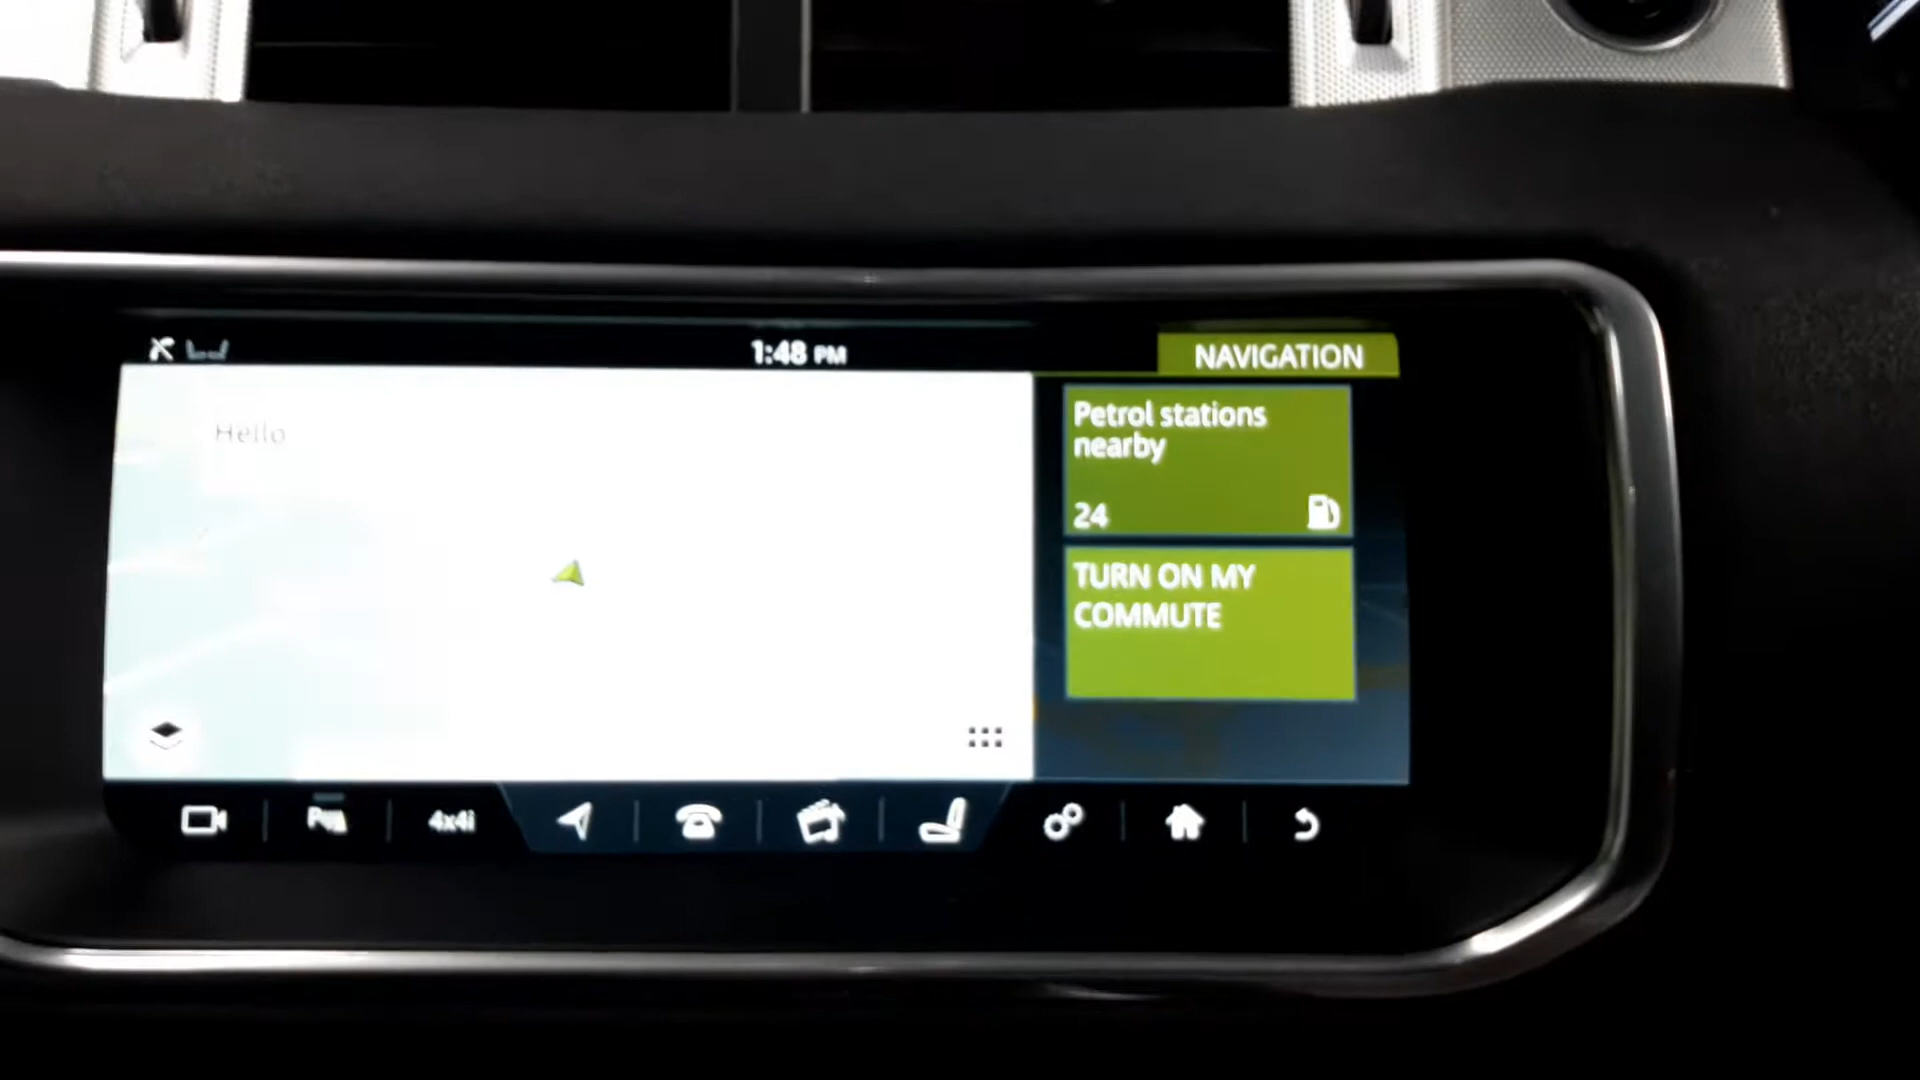 1:48 PM
NAVIGATION
Hello
Petrol stations
nearby
24
TURN ON MY
COMMUTE
4x4i